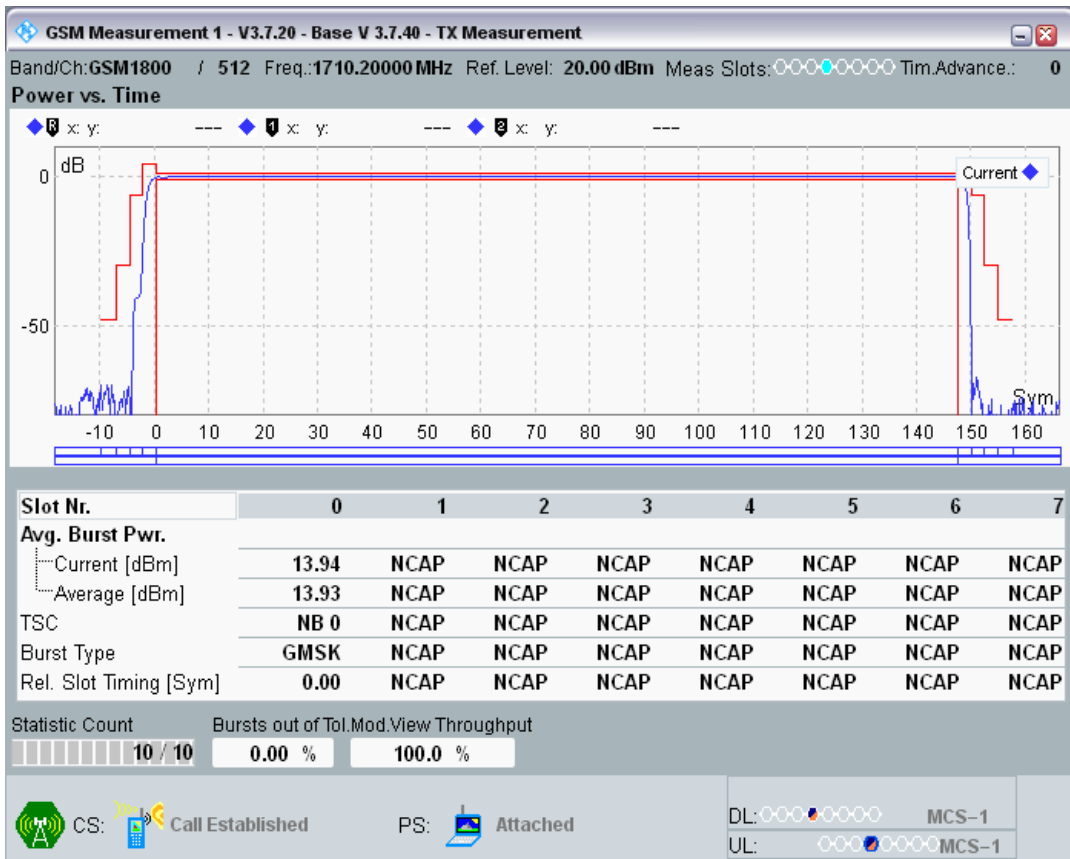 GSM Measurement 1 - V3.7.20 - Base V 3.7.40 - TX Measurement
Band/Ch:GSM1800 / 512 Freq.:1710.20000 MHz Ref. Level: 20.00 dBm Meas Slots: Tim.Advance.: 0
Power vs. Time
R x: y: --- 1 x: y: --- 2 x: y: ---
dB
Current
0
-50
Sym
-10 0 10 20 30 40 50 60 70 80 90 100 110 120 130 140 150 160
Slot Nr. 0 1 2 3 4 5 6 7
Avg. Burst Pwr.
Current [dBm] 13.94 NCAP NCAP NCAP NCAP NCAP NCAP NCAP
Average [dBm] 13.93 NCAP NCAP NCAP NCAP NCAP NCAP NCAP
TSC NB 0 NCAP NCAP NCAP NCAP NCAP NCAP NCAP
Burst Type GMSK NCAP NCAP NCAP NCAP NCAP NCAP NCAP
Rel. Slot Timing [Sym] 0.00 NCAP NCAP NCAP NCAP NCAP NCAP NCAP
Statistic Count Bursts out of Tol. Mod.View Throughput
10 / 10 0.00 % 100.0 %
CS: Call Established PS: Attached
DL: MCS-1
UL: MCS-1